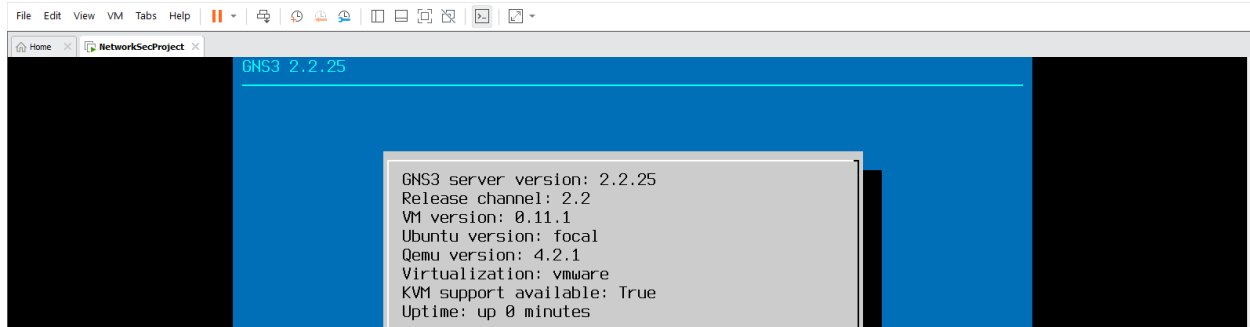 File Edit View VM Tabs Help
Home NetworkSecProject
GNS3 2.2.25
GNS3 server version: 2.2.25
Release channel: 2.2
VM version: 0.11.1
Ubuntu version: focal
Qemu version: 4.2.1
Virtualization: vmware
KVM support available: True
Uptime: up 0 minutes